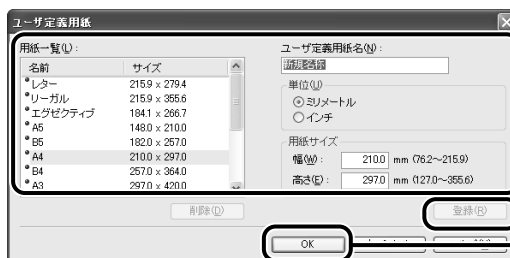 ユーザ定義用紙
用紙一覧(L):
名前 サイズ
レター 215.9 x 279.4
リーガル 215.9 x 355.6
エグゼクティブ 184.1 x 266.7
A5 148.0 x 210.0
B5 182.0 x 257.0
A4 210.0 x 297.0
B4 257.0 x 364.0
A3 297.0 x 420.0
削除(D)
ユーザ定義用紙名(N):
新規名称
単位(U)
ミリメートル
インチ
用紙サイズ
幅(W): 210.0 mm (76.2～215.9)
高さ(E): 297.0 mm (127.0～355.6)
登録(R)
OK